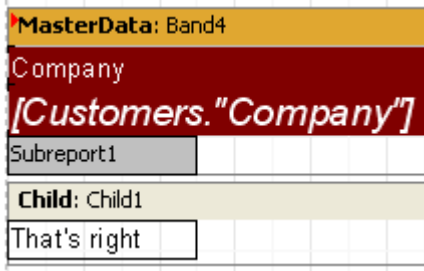 MasterData: Band4
Company
[Customers."Company"]
Subreport1
Child: Child1
That's right